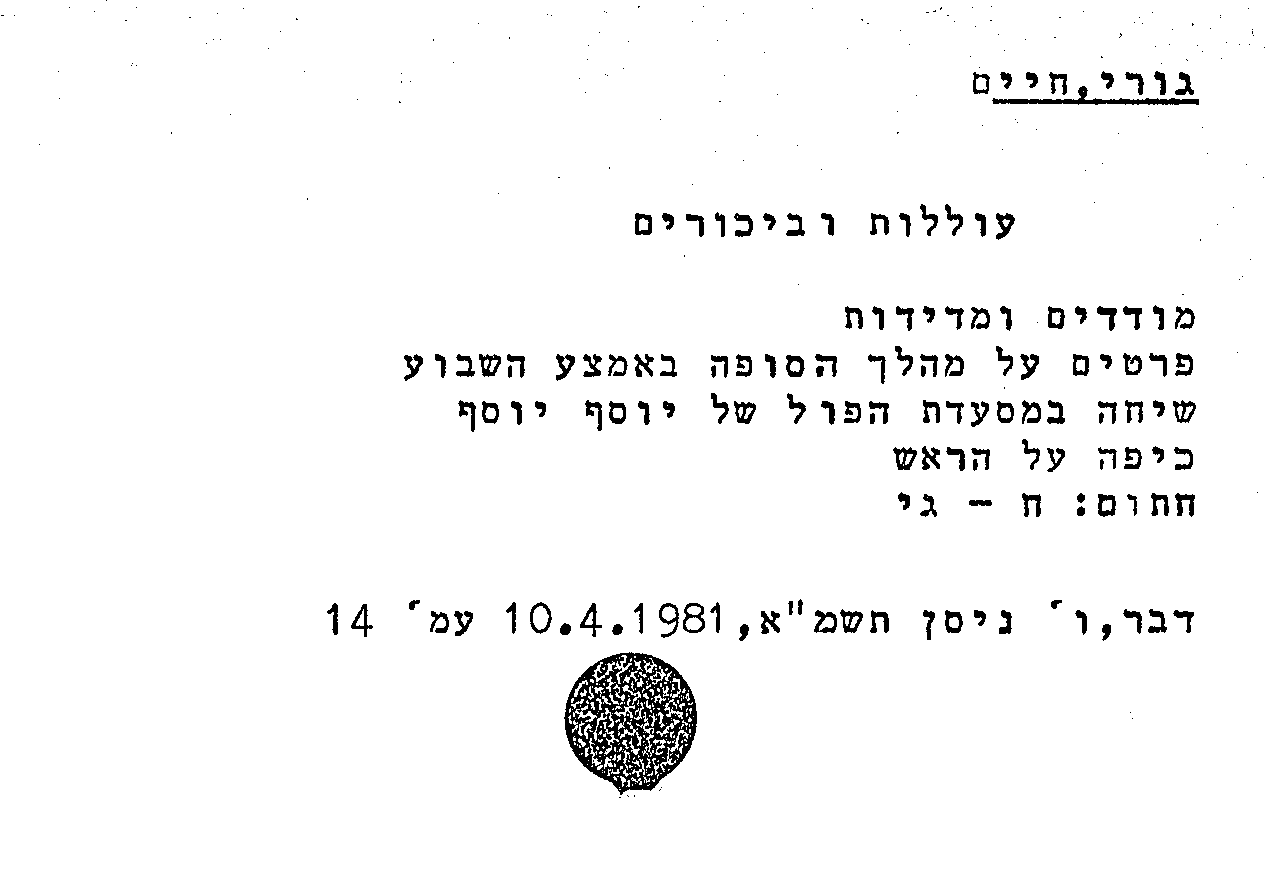 גורי,חיים
עוללות וביכורים
מודדים ומדידות
פרטים על מהלך הסופה באמצע השבוע
שיחה במסעדת הפול של יוסף יוסף
כיפה על הראש
חתום: ח - גי
דבר,ו' ניסן תשמ"א,10.4.1981 עמ' 14